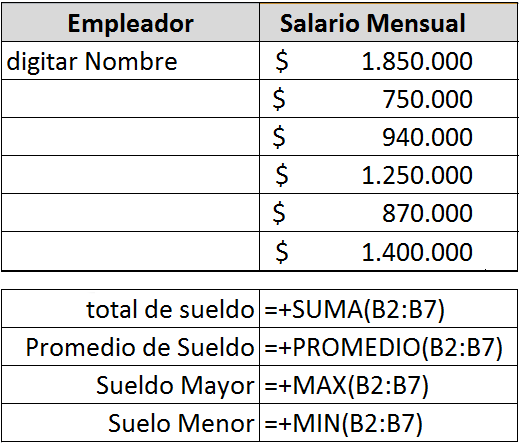 Empleador Salario Mensual
digitar Nombre $ 1.850.000
$ 750.000
$ 940.000
$ 1.250.000
$ 870.000
$ 1.400.000
total de sueldo =+SUMA(B2:B7)
Promedio de Sueldo =+PROMEDIO(B2:B7)
Sueldo Mayor =+MAX(B2:B7)
Suelo Menor =+MIN(B2:B7)